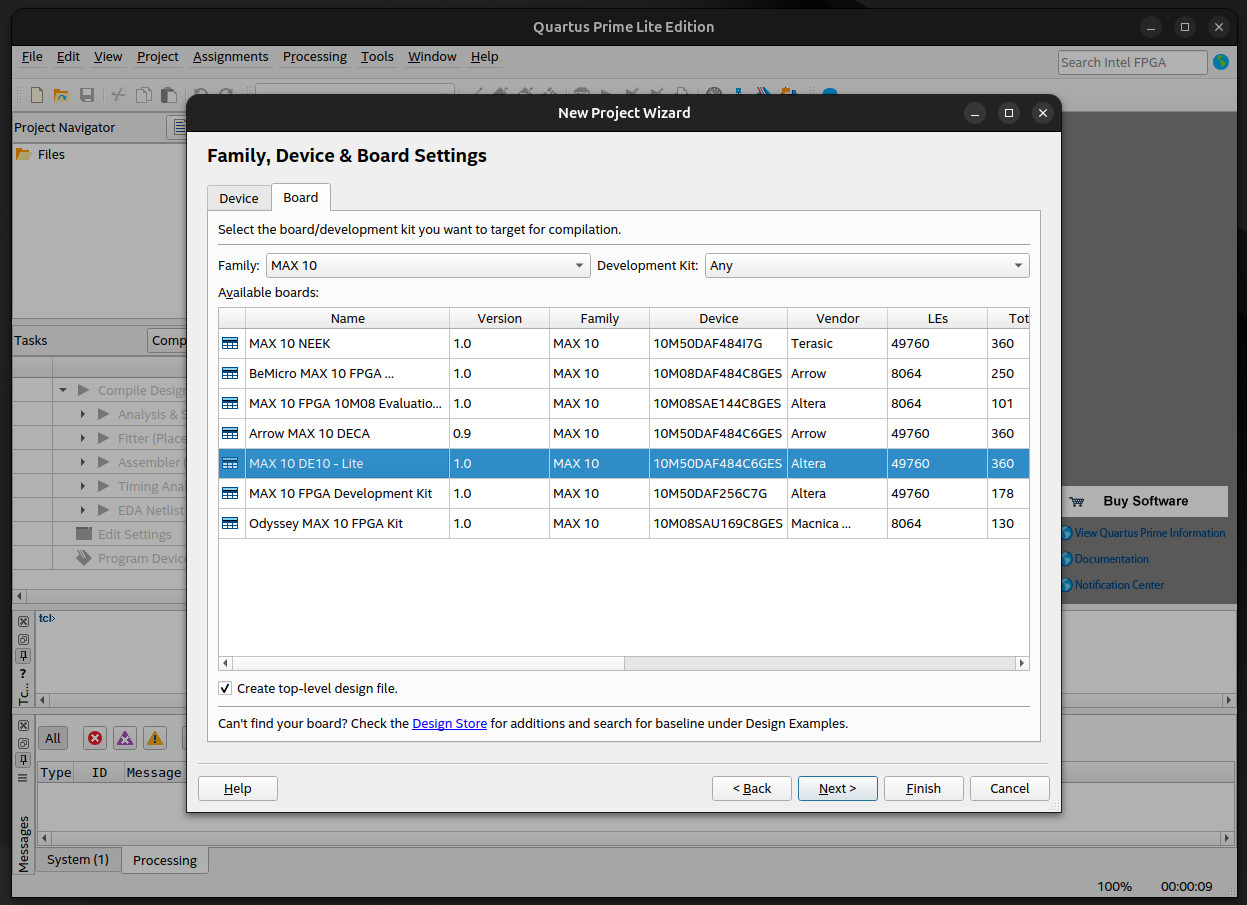 Quartus Prime Lite Edition
File Edit View Project Assignments Processing Tools Window Help
Search Intel FPGA
Project Navigator
Files
Tasks
Comp
Compile Design
Analysis & S
Fitter (Place
Assembler (
Timing Anal
EDA Netlist
Edit Settings
Program Device
tcl>
?
Tc...
All
Type ID Message
Messages
System (1) Processing
100% 00:00:09
Buy Software
View Quartus Prime Information
Documentation
Notification Center
New Project Wizard
Family, Device & Board Settings
Device Board
Select the board/development kit you want to target for compilation.
Family: MAX 10 Development Kit: Any
Available boards:
Name Version Family Device Vendor LEs Tot
MAX 10 NEEK 1.0 MAX 10 10M50DAF484I7G Terasic 49760 360
BeMicro MAX 10 FPGA ... 1.0 MAX 10 10M08DAF484C8GES Arrow 8064 250
MAX 10 FPGA 10M08 Evaluatio... 1.0 MAX 10 10M08SAE144C8GES Altera 8064 101
Arrow MAX 10 DECA 0.9 MAX 10 10M50DAF484C6GES Arrow 49760 360
MAX 10 DE10 - Lite 1.0 MAX 10 10M50DAF484C6GES Altera 49760 360
MAX 10 FPGA Development Kit 1.0 MAX 10 10M50DAF256C7G Altera 49760 178
Odyssey MAX 10 FPGA Kit 1.0 MAX 10 10M08SAU169C8GES Macnica ... 8064 130
Create top-level design file.
Can't find your board? Check the Design Store for additions and search for baseline under Design Examples.
Help < Back Next > Finish Cancel